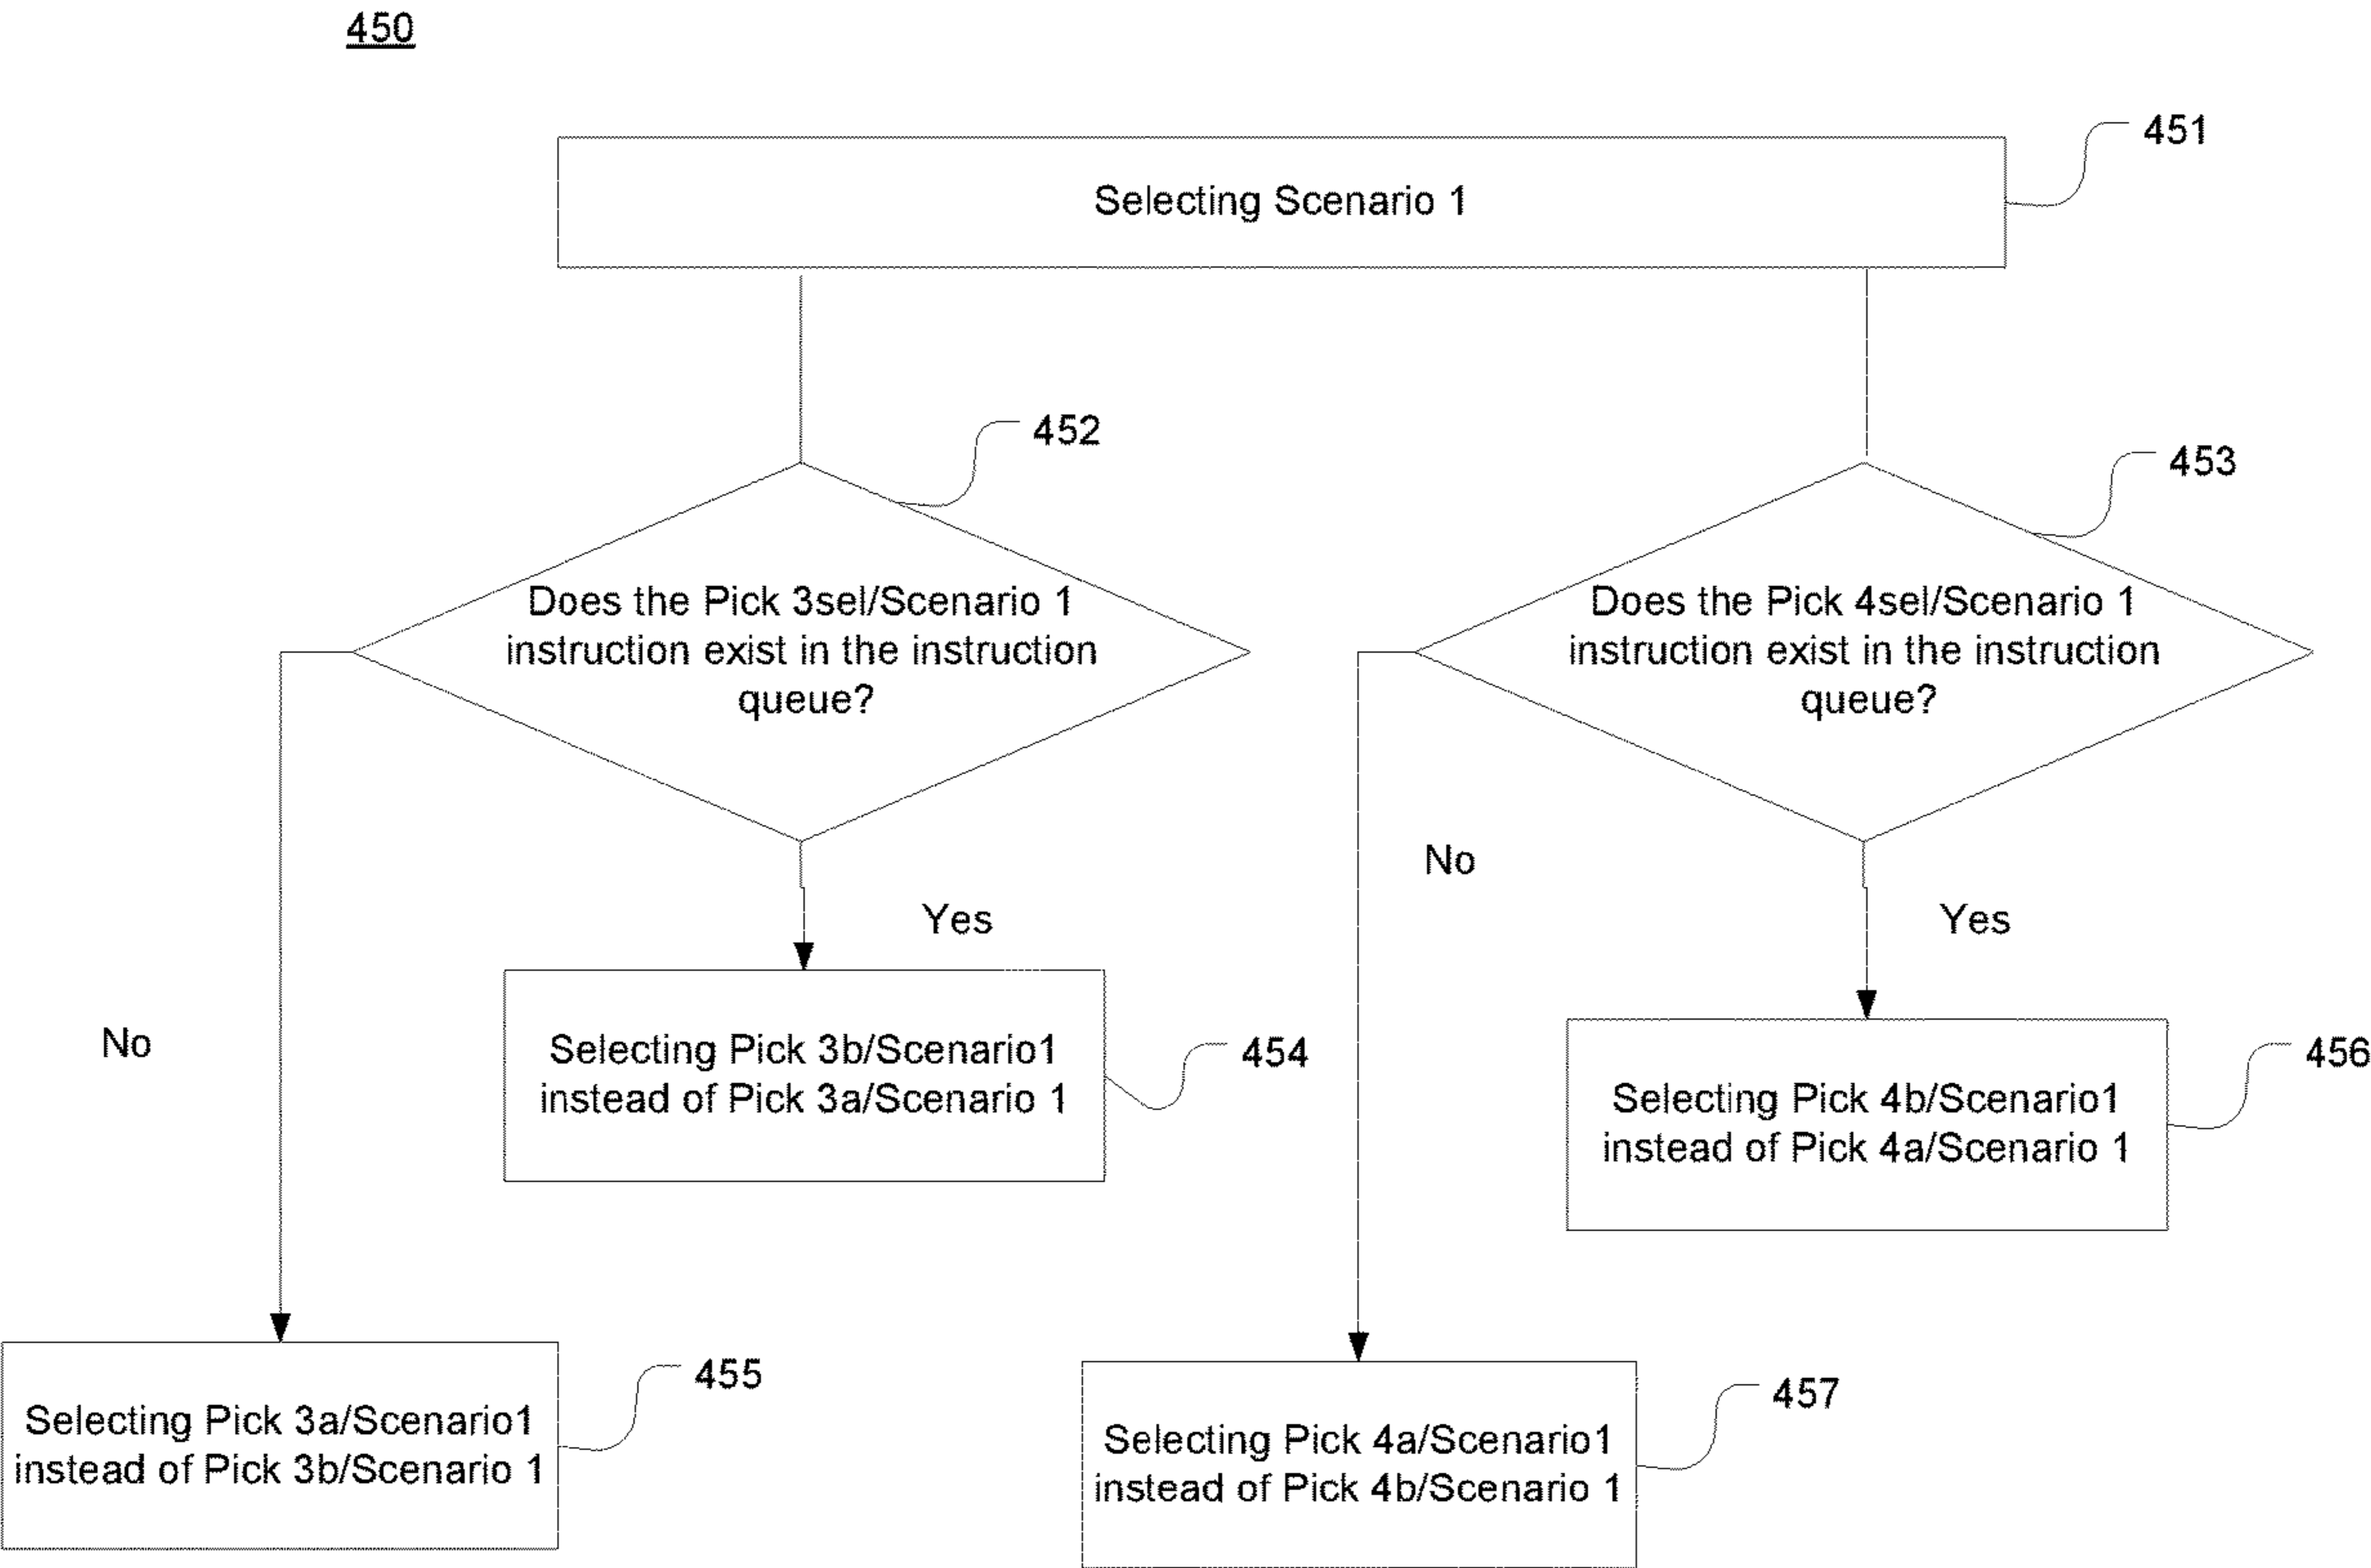 450
451
Selecting Scenario 1
452
453
Does the Pick 3sel/Scenario 1
instruction exist in the instruction
queue?
Does the Pick 4sel/Scenario 1
instruction exist in the instruction
queue?
No
Yes
Yes
No
Selecting Pick 3b/Scenario1
instead of Pick 3a/Scenario 1
454
Selecting Pick 4b/Scenario1
instead of Pick 4a/Scenario 1
456
455
Selecting Pick 3a/Scenario1
instead of Pick 3b/Scenario 1
457
Selecting Pick 4a/Scenario1
instead of Pick 4b/Scenario 1